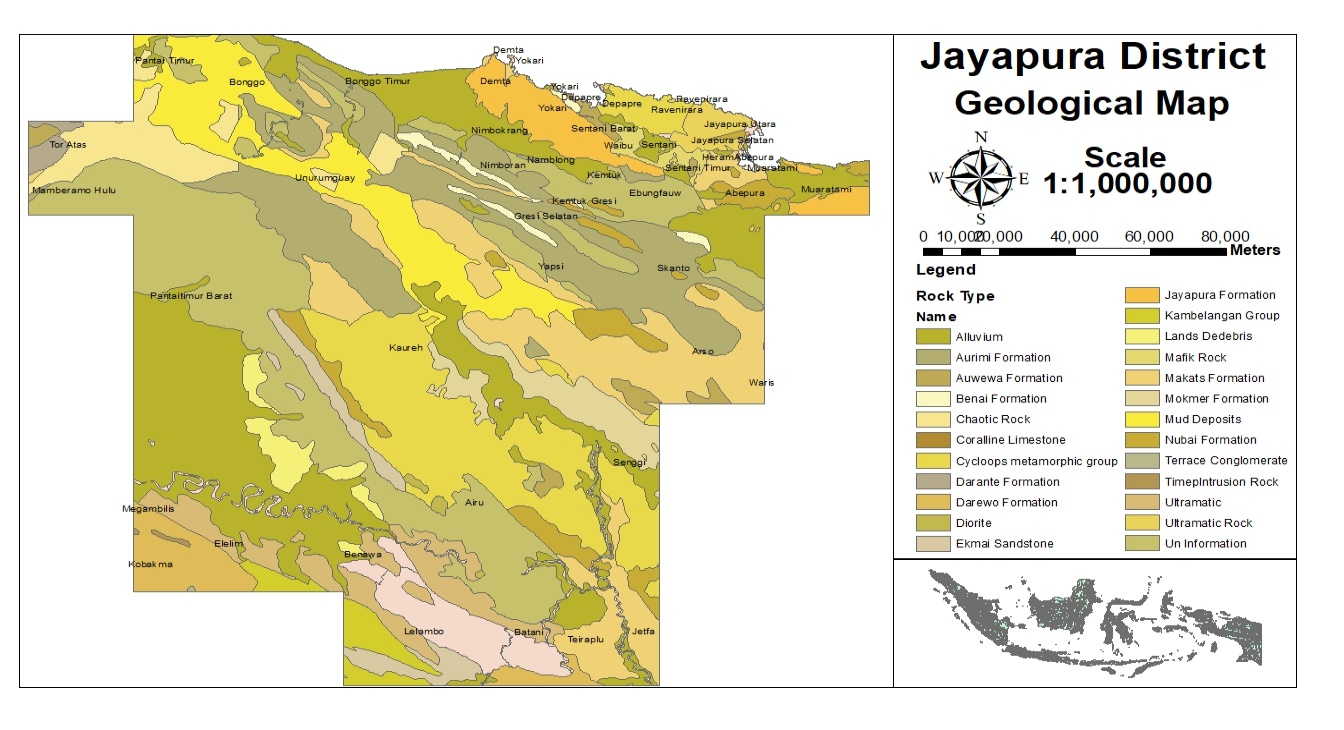 Jayapura District
Geological Map
N
W
E
S
Scale
1:1,000,000
0 10,000 20,000 40,000 60,000 80,000
Meters
Legend
Rock Type
Name
Alluvium
Aurimi Formation
Auwewa Formation
Benai Formation
Chaotic Rock
Coralline Limestone
Cycloops metamorphic group
Darante Formation
Darewo Formation
Diorite
Ekmai Sandstone
Jayapura Formation
Kambelangan Group
Lands Dedebris
Mafik Rock
Makats Formation
Mokmer Formation
Mud Deposits
Nubai Formation
Terrace Conglomerate
TimepIntrusion Rock
Ultramatic
Ultramatic Rock
Un Information
Demta
Yokari
Pantai Timur
Bonggo
Bonggo Timur
Demta
Yokari
Depapre
Yokari
Depapre
Ravenirara
Ravenirara
Jayapura Utara
Nimbokrang
Sentani Barat
Jayapura Selatan
Tor Atas
Waibu
Sentani
Nimboran
Namblong
Heram
Abepura
Sentani Timur
Muaratami
Unurumguay
Kemtuk
Mamberamo Hulu
Ebungfauw
Abepura
Muaratami
Kemtuk Gresi
Gresi Selatan
Yapsi
Skanto
Pantaitimur Barat
Kaureh
Arso
Waris
Senggi
Airu
Megambilis
Elelim
Benawa
Kobakma
Lelambo
Batani
Teiraplu
Jetfa